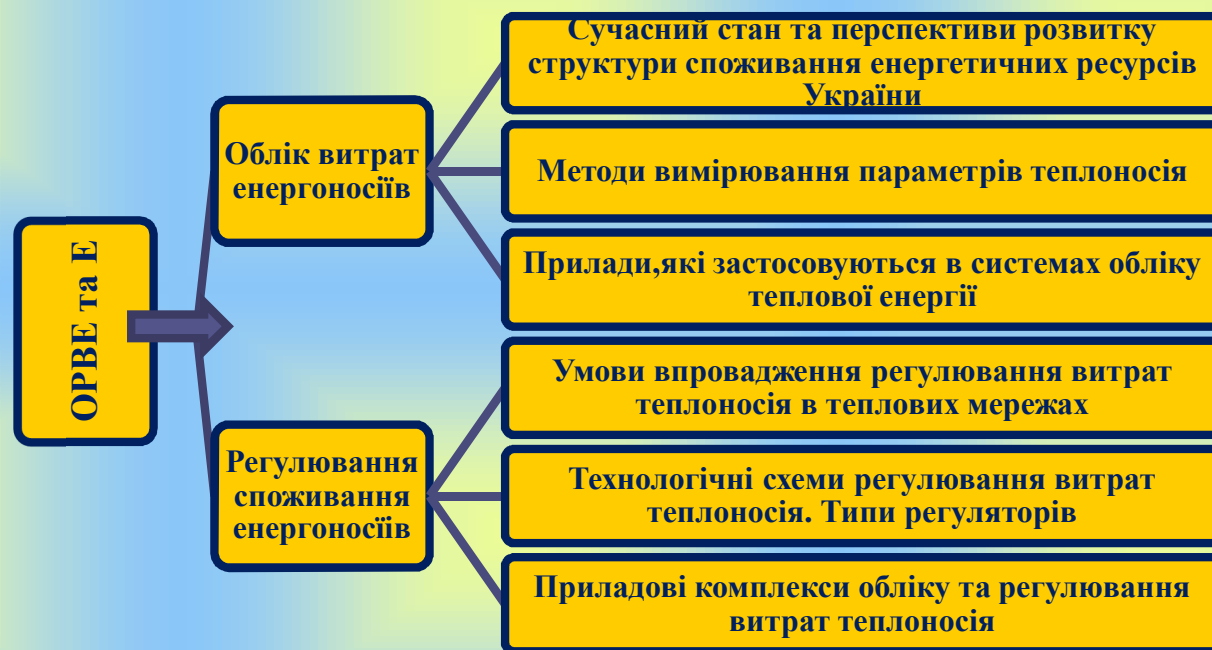 ОРВЕ та Е
Облік витрат
енергоносіїв
Сучасний стан та перспективи розвитку
структури споживання енергетичних ресурсів
України
Методи вимірювання параметрів теплоносія
Прилади,які застосовуються в системах обліку
теплової енергії
Регулювання
споживання
енергоносіїв
Умови впровадження регулювання витрат
теплоносія в теплових мережах
Технологічні схеми регулювання витрат
теплоносія. Типи регуляторів
Приладові комплекси обліку та регулювання
витрат теплоносія